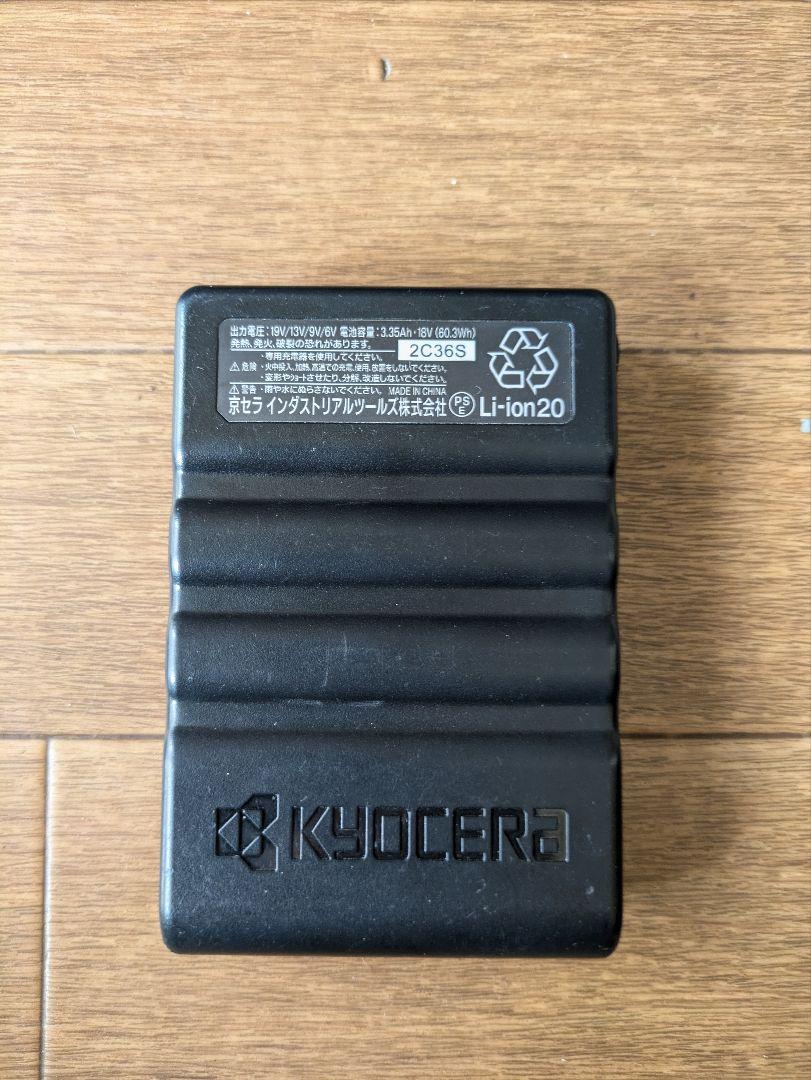 出力電圧:19V/13V/9V/6V 電池容量:3.35Ah・18V(60.3Wh)
発熱、発火、破裂の恐れがあります。 2C36S
・専用充電器を使用してください。
⚠危険 ・火中投入、加熱、高温での充電、使用、放置をしないでください。
・変形やショートさせたり、分解、改造しないでください。
⚠警告 ・雨や水にぬらさないでください。 MADE IN CHINA
京セラ インダストリアルツールズ株式会社 PSE Li-ion20
KYOCERA